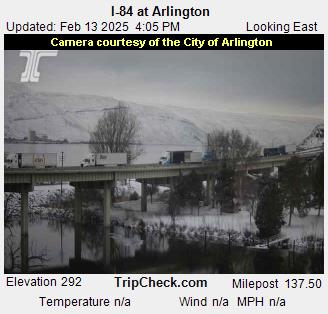 I-84 at Arlington
Updated: Feb 13 2025 4:05 PM Looking East
Camera courtesy of the City of Arlington
Elevation 292 TripCheck.com Milepost 137.50
Temperature n/a Wind n/a MPH n/a